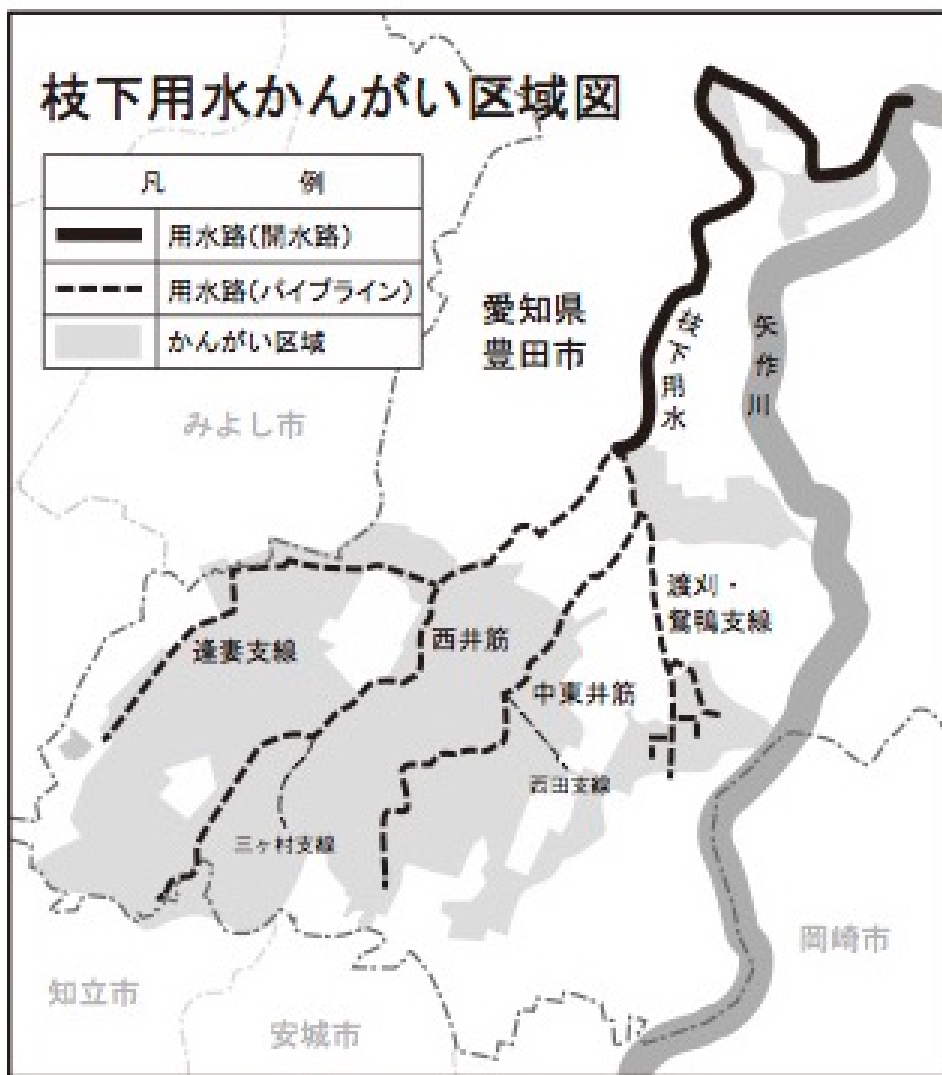 枝下用水かんがい区域図
凡 例
用水路(開水路)
用水路(パイプライン)
かんがい区域
愛知県
豊田市
みよし市
枝下用水
矢作川
渡刈・
鴛鴨支線
逢妻支線
西井筋
中東井筋
西田支線
三ヶ村支線
岡崎市
知立市
安城市